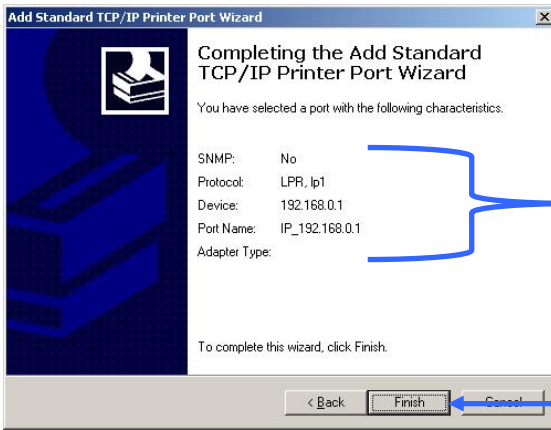 Add Standard TCP/IP Printer Port Wizard
Completing the Add Standard
TCP/IP Printer Port Wizard
You have selected a port with the following characteristics.
SNMP: No
Protocol: LPR, lp1
Device: 192.168.0.1
Port Name: IP_192.168.0.1
Adapter Type:
To complete this wizard, click Finish.
< Back Finish Cancel